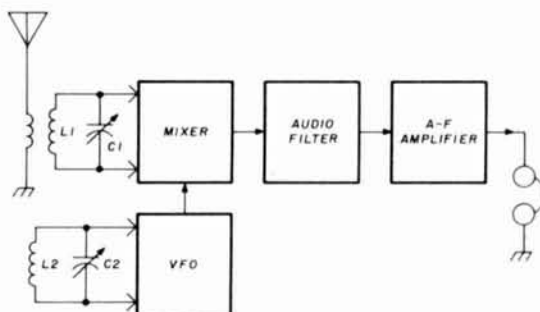 L1
C1
MIXER
AUDIO
FILTER
A-F
AMPLIFIER
L2
C2
VFO